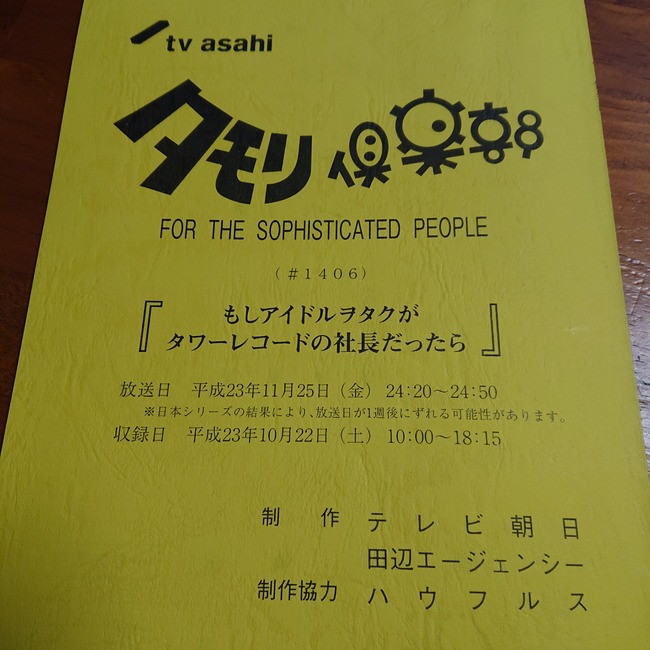 tv asahi
タモリ倶楽部
FOR THE SOPHISTICATED PEOPLE
（＃１４０６）
『もしアイドルヲタクが
タワーレコードの社長だったら』
放送日　平成23年11月25日（金）24:20～24:50
※日本シリーズの結果により、放送日が1週後にずれる可能性があります。
収録日　平成23年10月22日（土）10:00～18:15
制　作　テレビ朝日
田辺エージェンシー
制作協力　ハウフルス